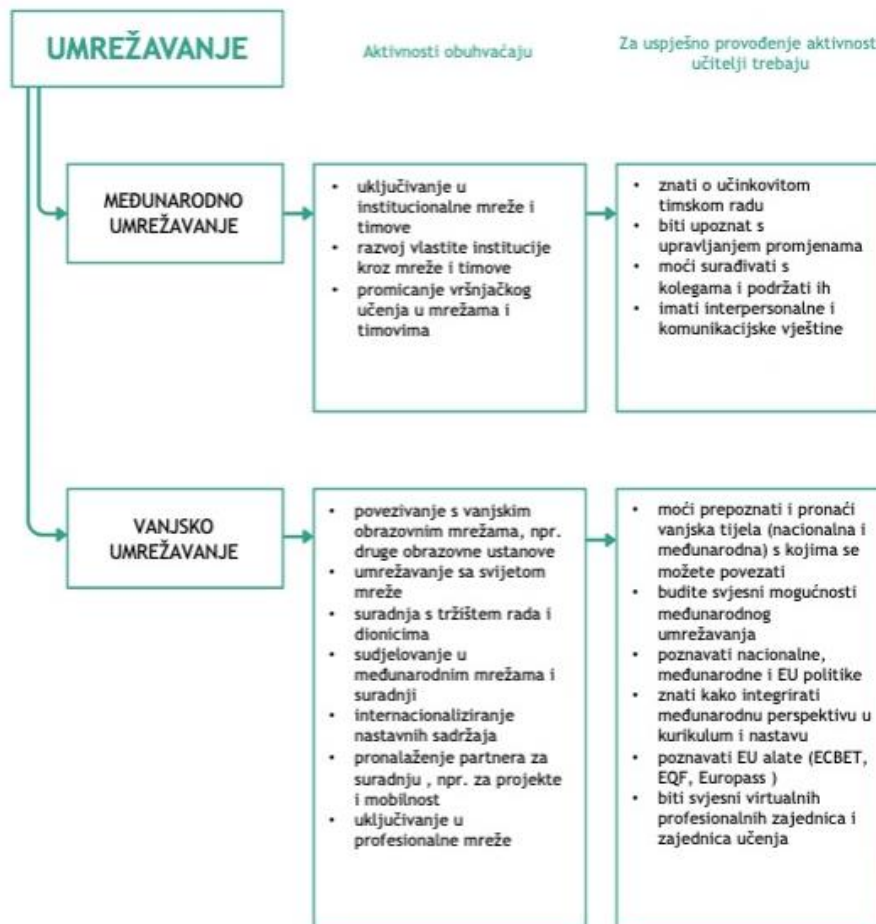 UMREŽAVANJE
Aktivnosti obuhvaćaju
Za uspješno provođenje aktivnost
učitelji trebaju
MEĐUNARODNO
UMREŽAVANJE
• uključivanje u
institucionalne mreže i
timove
• razvoj vlastite institucije
kroz mreže i timove
• promicanje vršnjačkog
učenja u mrežama i
timovima
• znati o učinkovitom
timskom radu
• biti upoznat s
upravljanjem promjenama
• moći surađivati s
kolegama i podržati ih
• imati interpersonalne i
komunikacijske vještine
VANJSKO
UMREŽAVANJE
• povezivanje s vanjskim
obrazovnim mrežama, npr.
druge obrazovne ustanove
• umrežavanje sa svijetom
mreže
• suradnja s tržištem rada i
dionicima
• sudjelovanje u
međunarodnim mrežama i
suradnji
• internacionaliziranje
nastavnih sadržaja
• pronalaženje partnera za
suradnju , npr. za projekte
i mobilnost
• uključivanje u
profesionalne mreže
• moći prepoznati i pronaći
vanjska tijela (nacionalna i
međunarodna) s kojima se
možete povezati
• budite svjesni mogućnosti
međunarodnog
umrežavanja
• poznavati nacionalne,
međunarodne i EU politike
• znati kako integrirati
međunarodnu perspektivu u
kurikulum i nastavu
• poznavati EU alate (ECBET,
EQF, Europass )
• biti svjesni virtualnih
profesionalnih zajednica i
zajednica učenja